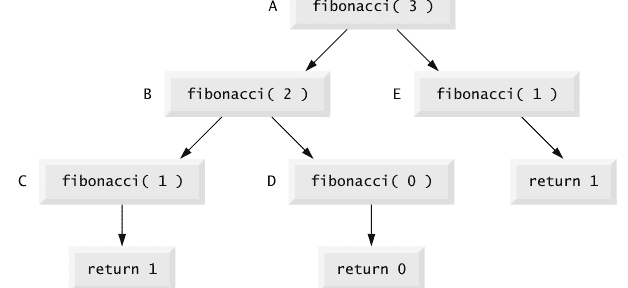 A fibonacci( 3 )
B fibonacci( 2 ) E fibonacci( 1 )
C fibonacci( 1 ) D fibonacci( 0 ) return 1
return 1 return 0